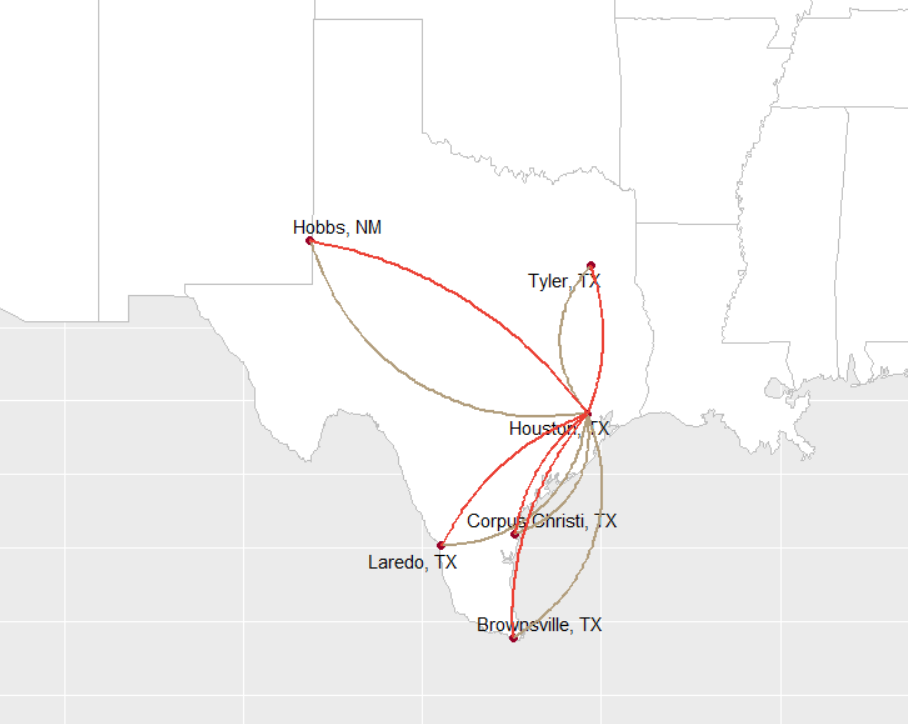 Hobbs, NM
Tyler, TX
Houston, TX
Corpus Christi, TX
Laredo, TX
Brownsville, TX